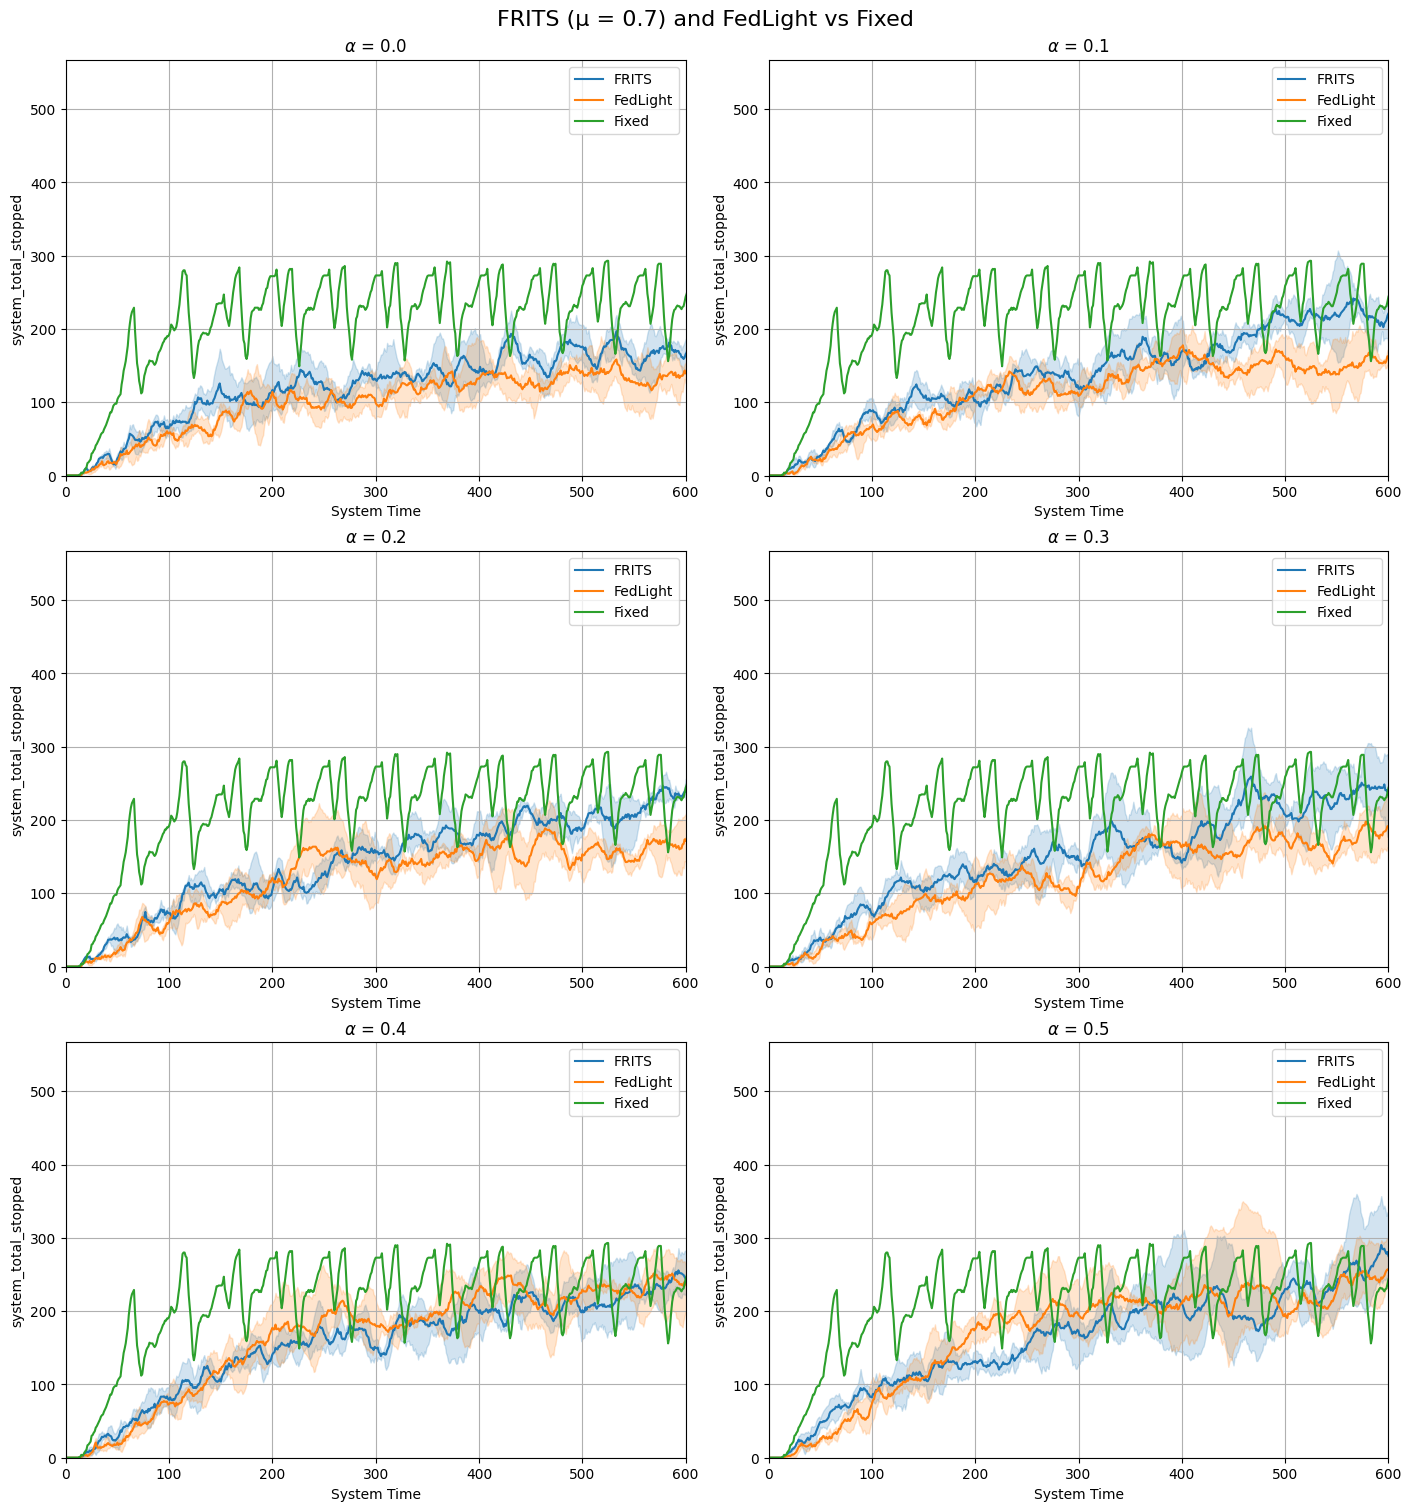 FRITS (μ = 0.7) and FedLight vs Fixed
α = 0.0
system_total_stopped
500
400
300
200
100
0
0 100 200 300 400 500 600
System Time
FRITS
FedLight
Fixed
α = 0.1
system_total_stopped
500
400
300
200
100
0
0 100 200 300 400 500 600
System Time
FRITS
FedLight
Fixed
α = 0.2
system_total_stopped
500
400
300
200
100
0
0 100 200 300 400 500 600
System Time
FRITS
FedLight
Fixed
α = 0.3
system_total_stopped
500
400
300
200
100
0
0 100 200 300 400 500 600
System Time
FRITS
FedLight
Fixed
α = 0.4
system_total_stopped
500
400
300
200
100
0
0 100 200 300 400 500 600
System Time
FRITS
FedLight
Fixed
α = 0.5
system_total_stopped
500
400
300
200
100
0
0 100 200 300 400 500 600
System Time
FRITS
FedLight
Fixed